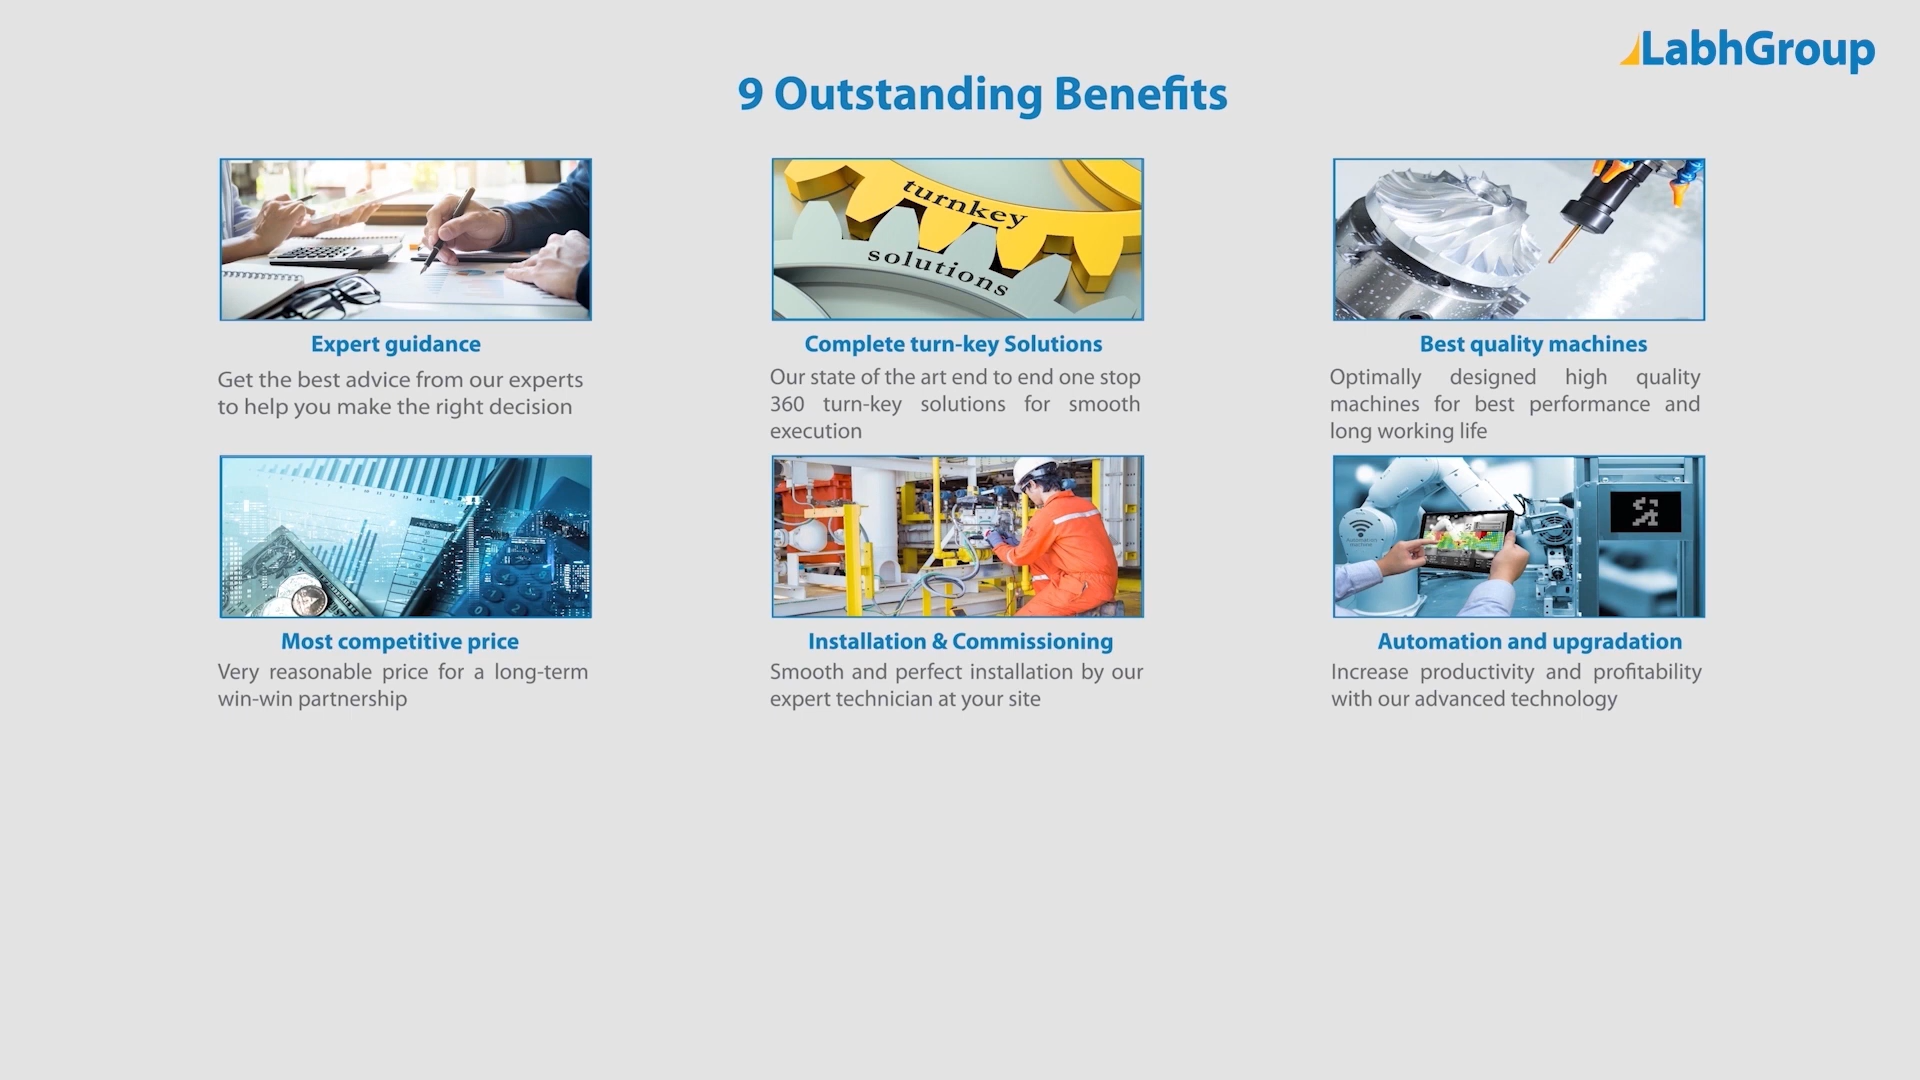 LabhGroup
9 Outstanding Benefits
turnkey
solutions
Expert guidance
Get the best advice from our experts
to help you make the right decision
Complete turn-key Solutions
Our state of the art end to end one stop
360 turn-key solutions for smooth
execution
Best quality machines
Optimally designed high quality
machines for best performance and
long working life
Most competitive price
Very reasonable price for a long-term
win-win partnership
Installation & Commissioning
Smooth and perfect installation by our
expert technician at your site
Automation and upgradation
Increase productivity and profitability
with our advanced technology